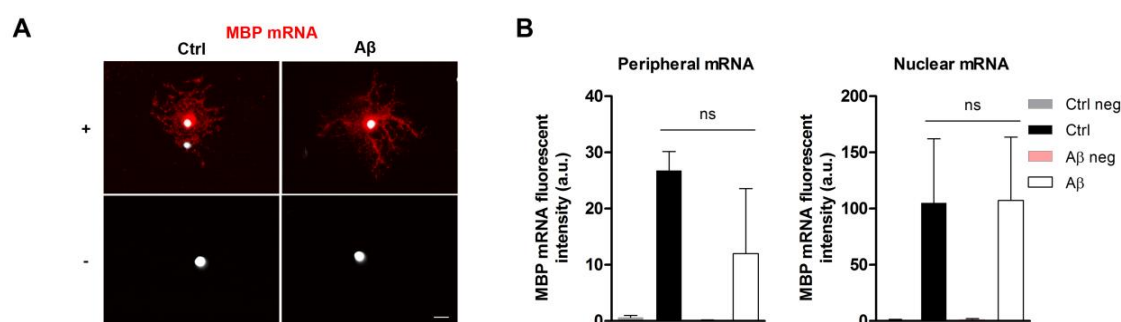 A
MBP mRNA
Ctrl
Aβ
+
-
B
Peripheral mRNA
MBP mRNA fluorescent
intensity (a.u.)
40
30
20
10
0
ns
Nuclear mRNA
MBP mRNA fluorescent
intensity (a.u.)
200
150
100
50
0
ns
Ctrl neg
Ctrl
Aβ neg
Aβ